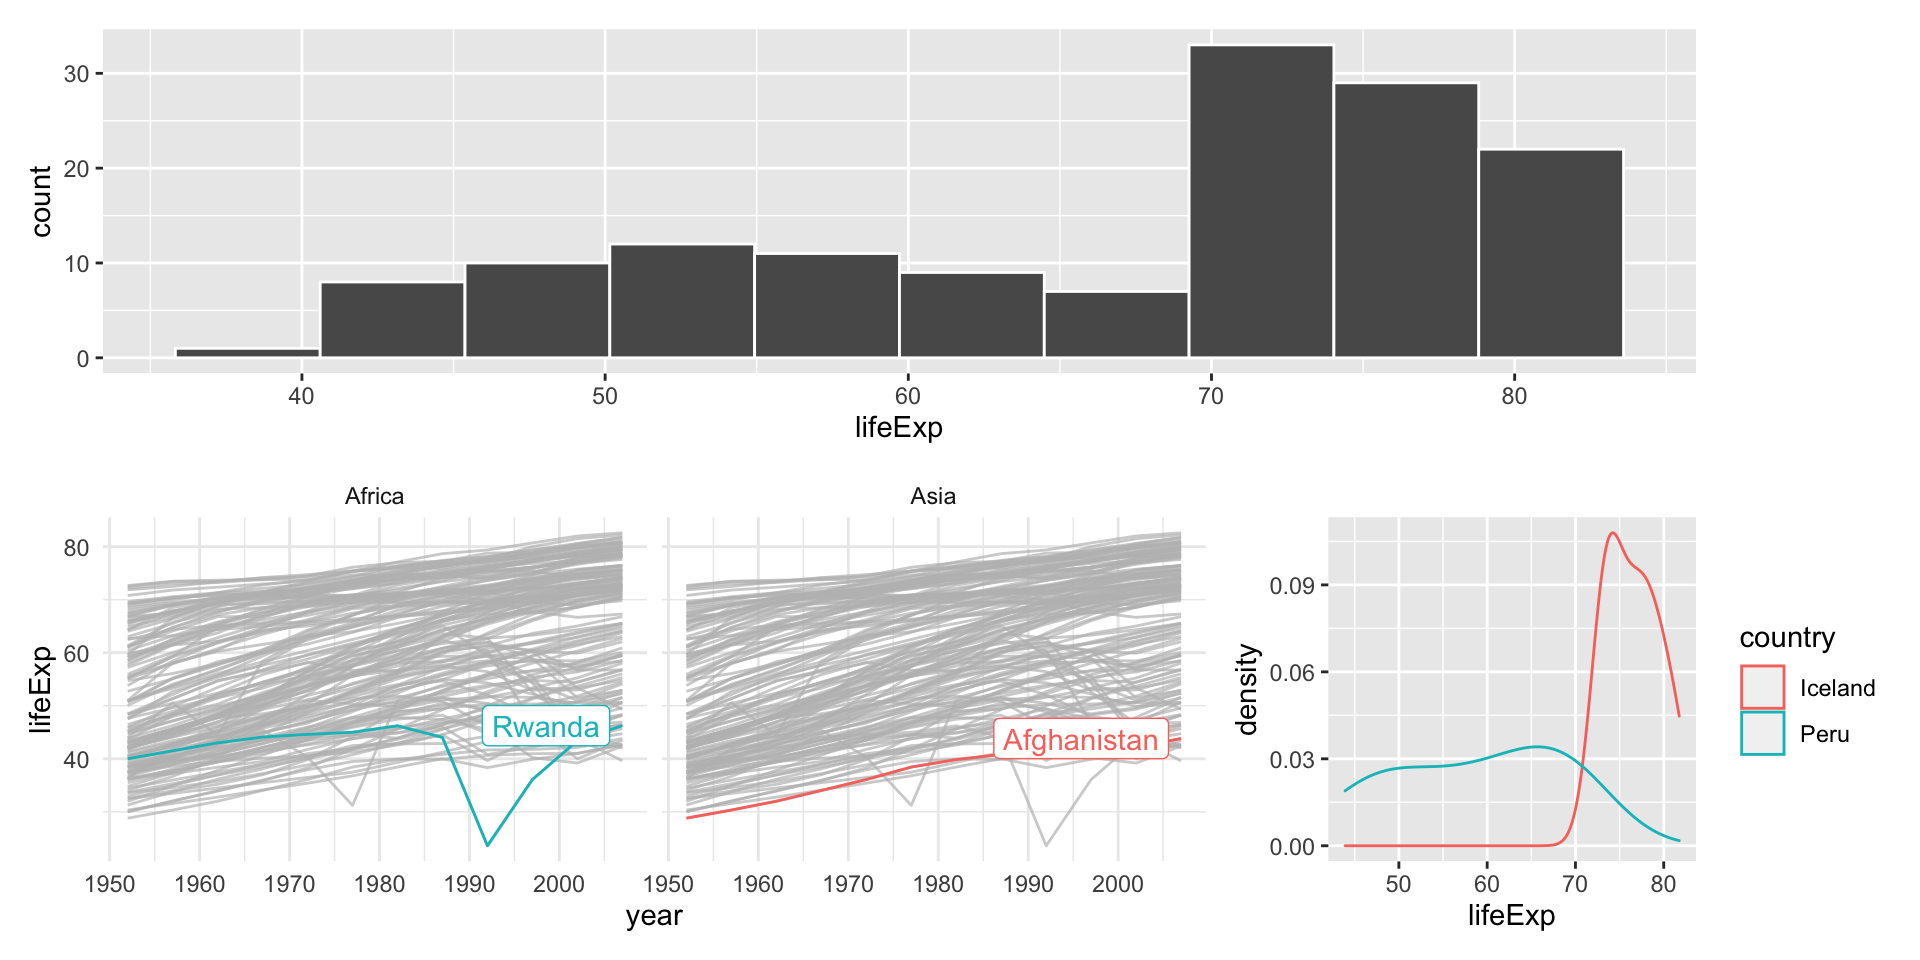 30
20
10
0
count
40 50 60 70 80
lifeExp
Africa Asia
80
60
40
lifeExp
Rwanda
Afghanistan
1950 1960 1970 1980 1990 2000 1950 1960 1970 1980 1990 2000
year
0.09
0.06
0.03
0.00
density
50 60 70 80
lifeExp
country
Iceland
Peru